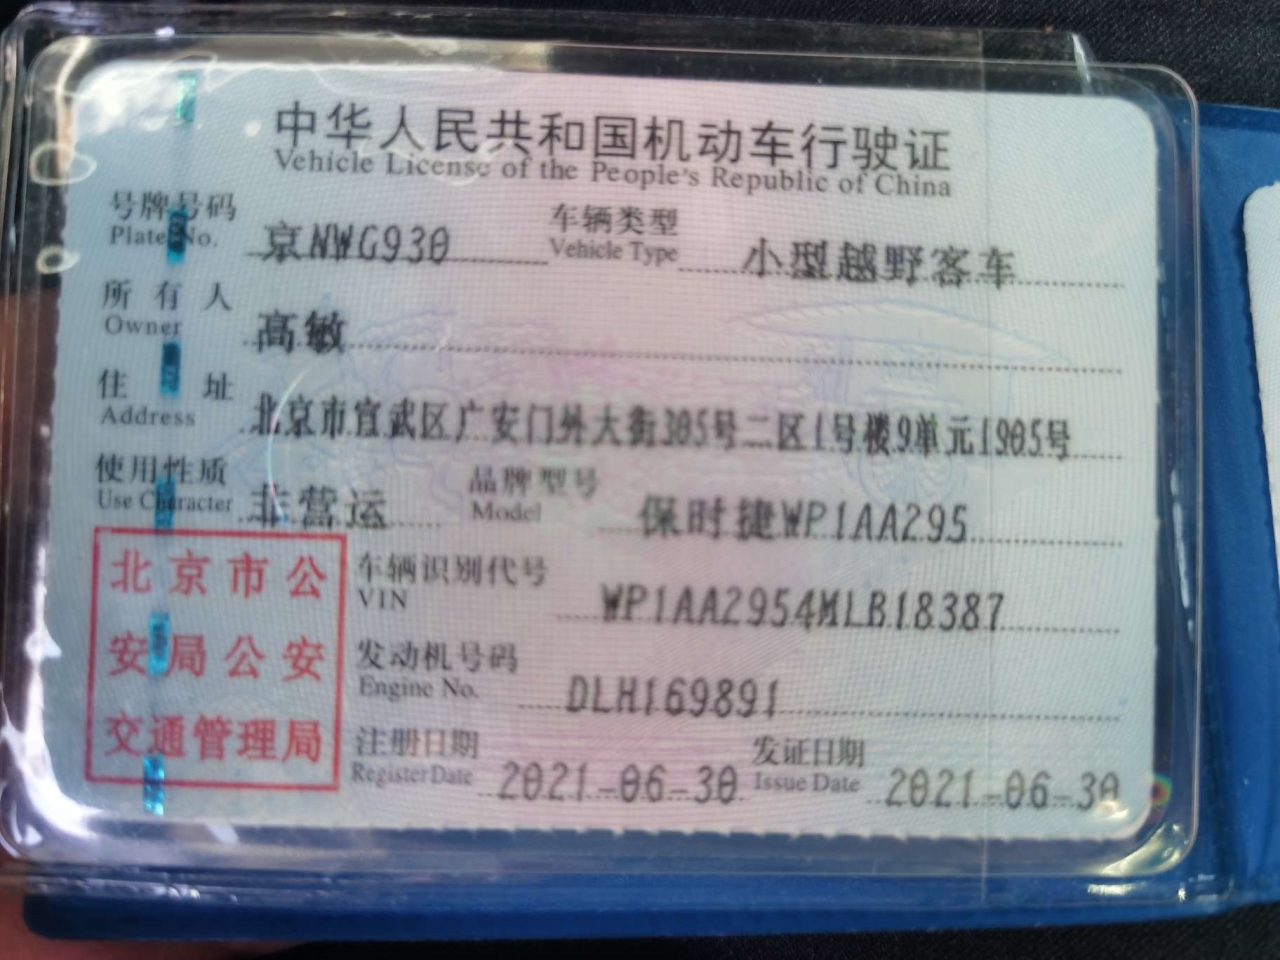 中华人民共和国机动车行驶证
Vehicle License of the People's Republic of China
号牌号码 京NWG930 车辆类型 小型越野客车
Plate No. Vehicle Type
所有人 高敏
Owner
住址 北京市宣武区广安门外大街305号二区1号楼9单元1905号
Address
使用性质 非营运 品牌型号 保时捷WP1AA295
Use Character Model
北京市公
安局公安
交通管理局
车辆识别代号 WP1AA2954MLB18387
VIN
发动机号码 DLH169891
Engine No.
注册日期 2021-06-30 发证日期 2021-06-30
Register Date Issue Date